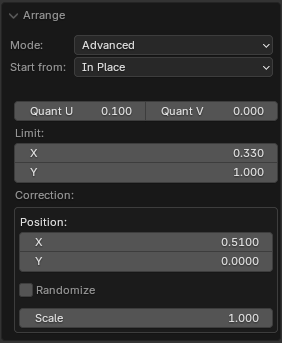 Arrange
Mode: Advanced
Start from: In Place
Quant U 0.100 Quant V 0.000
Limit:
X 0.330
Y 1.000
Correction:
Position:
X 0.5100
Y 0.0000
Randomize
Scale 1.000